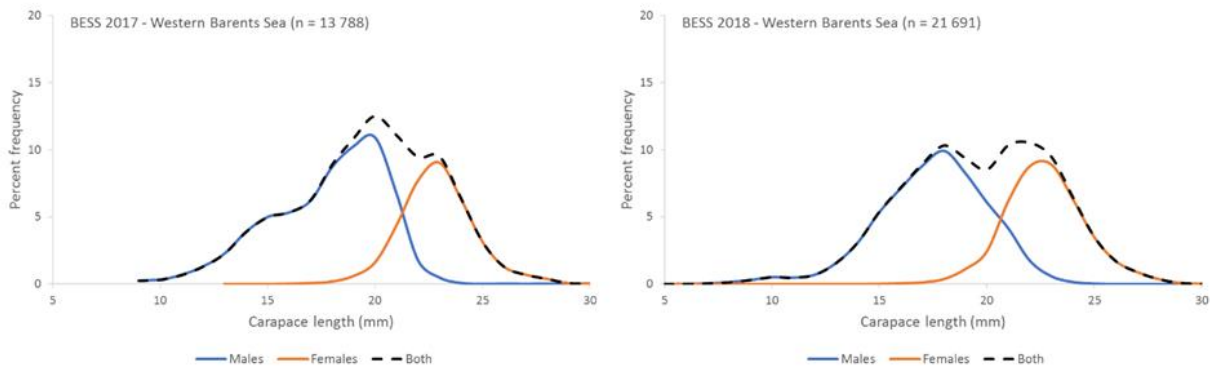 BESS 2017 - Western Barents Sea (n = 13 788)
Percent frequency
20
15
10
5
0
5 10 15 20 25 30
Carapace length (mm)
Males Females Both
BESS 2018 - Western Barents Sea (n = 21 691)
Percent frequency
20
15
10
5
0
5 10 15 20 25 30
Carapace length (mm)
Males Females Both